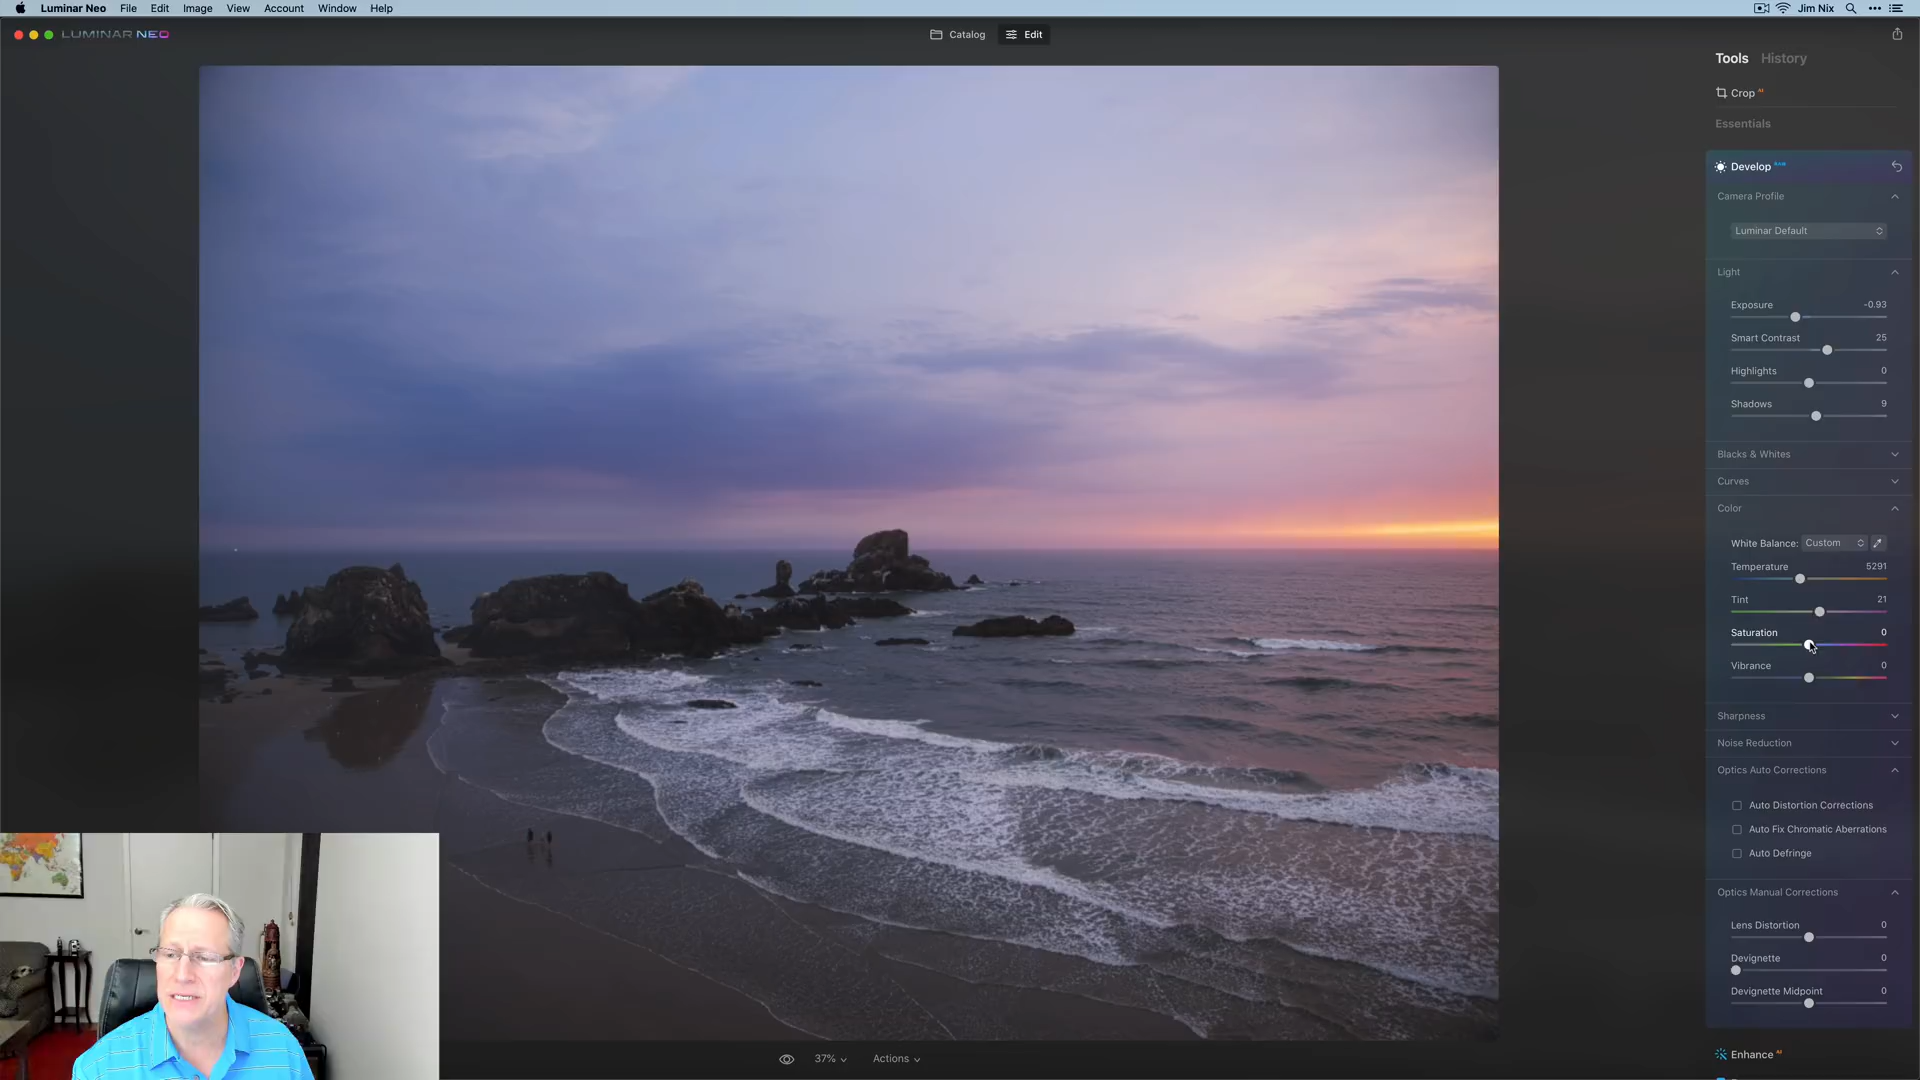 Luminar Neo File Edit Image View Account Window Help Jim Nix
LUMINAR NEO Catalog Edit
Tools History
Crop AI
Essentials
Develop RAW
Camera Profile
Luminar Default
Light
Exposure -0.93
Smart Contrast 25
Highlights 0
Shadows 9
Blacks & Whites
Curves
Color
White Balance: Custom
Temperature 5291
Tint 21
Saturation 0
Vibrance 0
Sharpness
Noise Reduction
Optics Auto Corrections
Auto Distortion Corrections
Auto Fix Chromatic Aberrations
Auto Defringe
Optics Manual Corrections
Lens Distortion 0
Devignette 0
Devignette Midpoint 0
37% Actions
Enhance AI